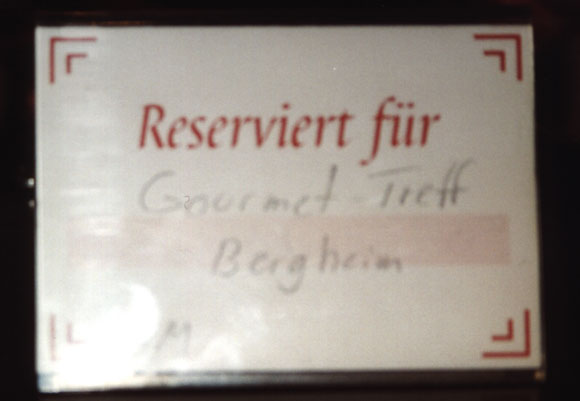 Reserviert für
Gourmet-Treff
Bergheim
M